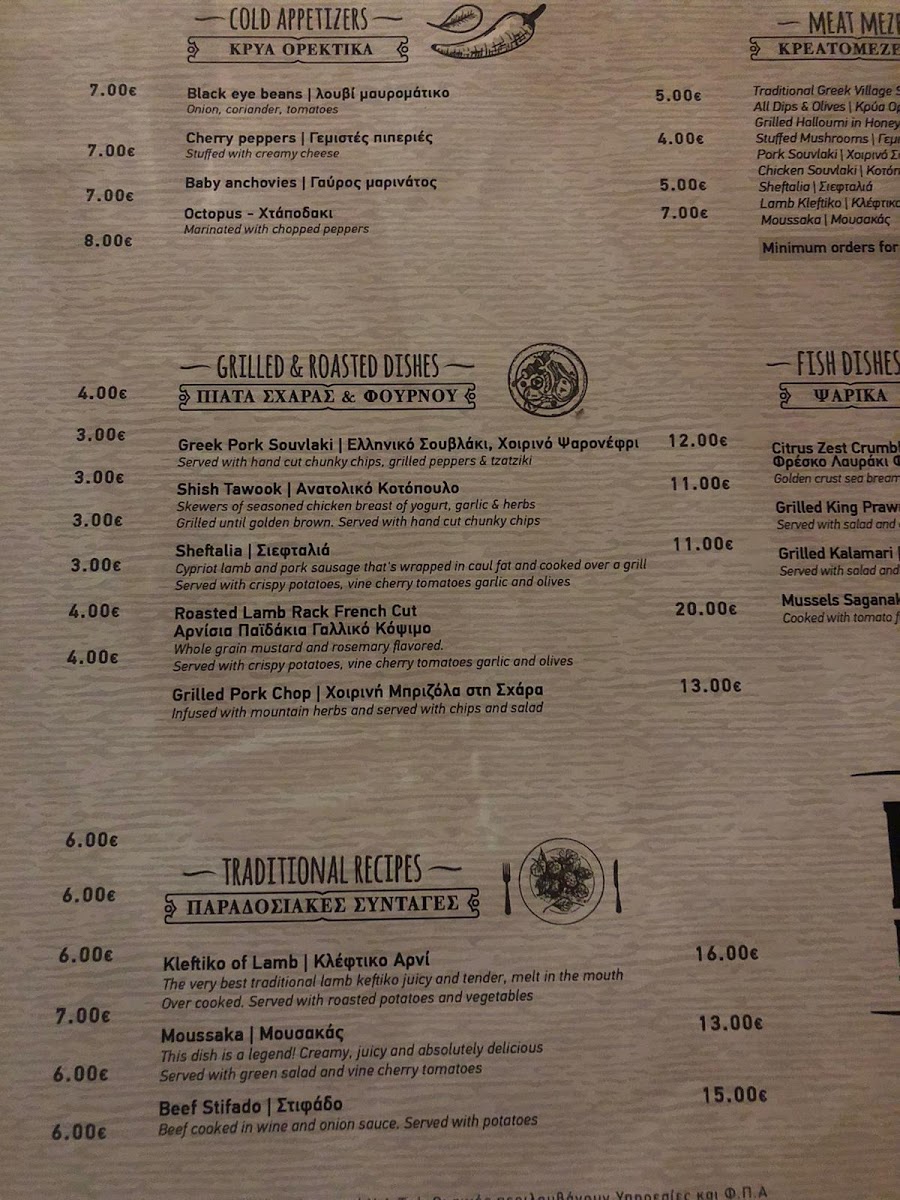 7.00€
7.00€
7.00€
8.00€
4.00€
3.00€
3.00€
3.00€
3.00€
4.00€
4.00€
6.00€
6.00€
6.00€
7.00€
6.00€
6.00€
COLD APPETIZERS
ΚΡΥΑ ΟΡΕΚΤΙΚΑ
Black eye beans | λουβί μαυρομάτικο 5.00€
Onion, coriander, tomatoes
Cherry peppers | Γεμιστές πιπεριές 4.00€
Stuffed with creamy cheese
Baby anchovies | Γαύρος μαρινάτος 5.00€
Octopus - Χταποδακι 7.00€
Marinated with chopped peppers
GRILLED & ROASTED DISHES
ΠΙΑΤΑ ΣΧΑΡΑΣ & ΦΟΥΡΝΟΥ
Greek Pork Souvlaki | Ελληνικό Σουβλάκι, Χοιρινό Ψαρονέφρι 12.00€
Served with hand cut chunky chips, grilled peppers & tzatziki
Shish Tawook | Ανατολικό Κοτόπουλο 11.00€
Skewers of seasoned chicken breast of yogurt, garlic & herbs
Grilled until golden brown. Served with hand cut chunky chips
Sheftalia | Σιεφταλιά 11.00€
Cypriot lamb and pork sausage that's wrapped in caul fat and cooked over a grill
Served with crispy potatoes, vine cherry tomatoes garlic and olives
Roasted Lamb Rack French Cut 20.00€
Αρνίσια Παϊδάκια Γαλλικό Κόψιμο
Whole grain mustard and rosemary flavored.
Served with crispy potatoes, vine cherry tomatoes garlic and olives
Grilled Pork Chop | Χοιρινή Μπριζόλα στη Σχάρα 13.00€
Infused with mountain herbs and served with chips and salad
TRADITIONAL RECIPES
ΠΑΡΑΔΟΣΙΑΚΕΣ ΣΥΝΤΑΓΕΣ
Kleftiko of Lamb | Κλέφτικο Αρνί 16.00€
The very best traditional lamb keftiko juicy and tender, melt in the mouth
Over cooked. Served with roasted potatoes and vegetables
Moussaka | Μουσακάς 13.00€
This dish is a legend! Creamy, juicy and absolutely delicious
Served with green salad and vine cherry tomatoes
Beef Stifado | Στιφάδο 15.00€
Beef cooked in wine and onion sauce. Served with potatoes
MEAT MEZE
ΚΡΕΑΤΟΜΕΖΕ
Traditional Greek Village
All Dips & Olives | Κρύα
Grilled Halloumi in Honey
Stuffed Mushrooms |
Pork Souvlaki | Χοιρινό
Chicken Souvlaki |
Sheftalia | Σιεφταλιά
Lamb Kleftiko | Κλέφτικο
Moussaka | Μουσακάς
Minimum orders for
FISH DISHES
ΨΑΡΙΚΑ
Citrus Zest
Φρέσκο Λαυράκι
Golden crust sea bream
Grilled King
Served with salad and
Grilled Kalamari |
Served with salad and
Mussels
Cooked with tomato
Υπηρεσίες και Φ.Π.Α